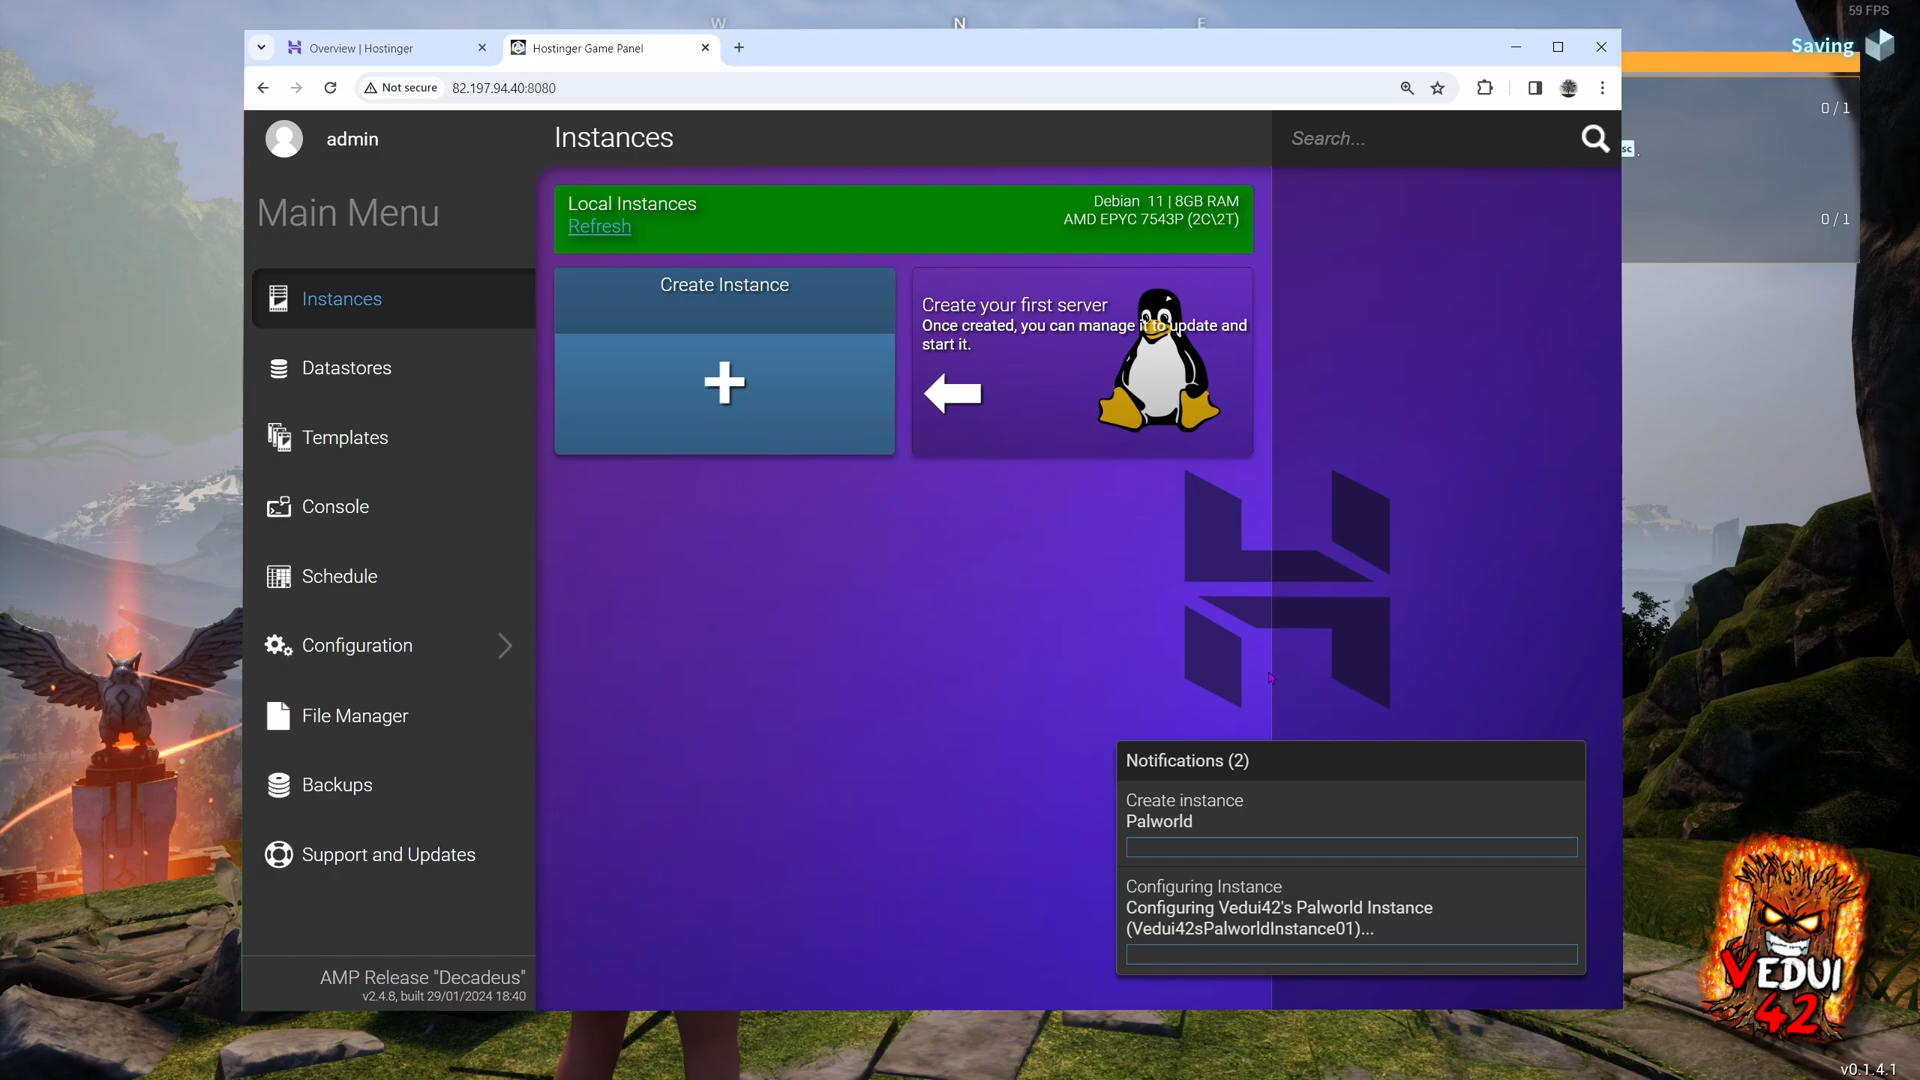 W N E
59 FPS
Saving
Overview | Hostinger
Hostinger Game Panel
Not secure
82.197.94.40:8080
0 / 1
sc .
0 / 1
admin
Instances
Search...
Main Menu
Instances
Datastores
Templates
Console
Schedule
Configuration
File Manager
Backups
Support and Updates
AMP Release "Decadeus"
v2.4.8, built 29/01/2024 18:40
Local Instances
Refresh
Debian 11 | 8GB RAM
AMD EPYC 7543P (2C\2T)
Create Instance
Create your first server
Once created, you can manage it to update and
start it.
Notifications (2)
Create instance
Palworld
Configuring Instance
Configuring Vedui42's Palworld Instance
(Vedui42sPalworldInstance01)...
VEDUI
42
v0.1.4.1